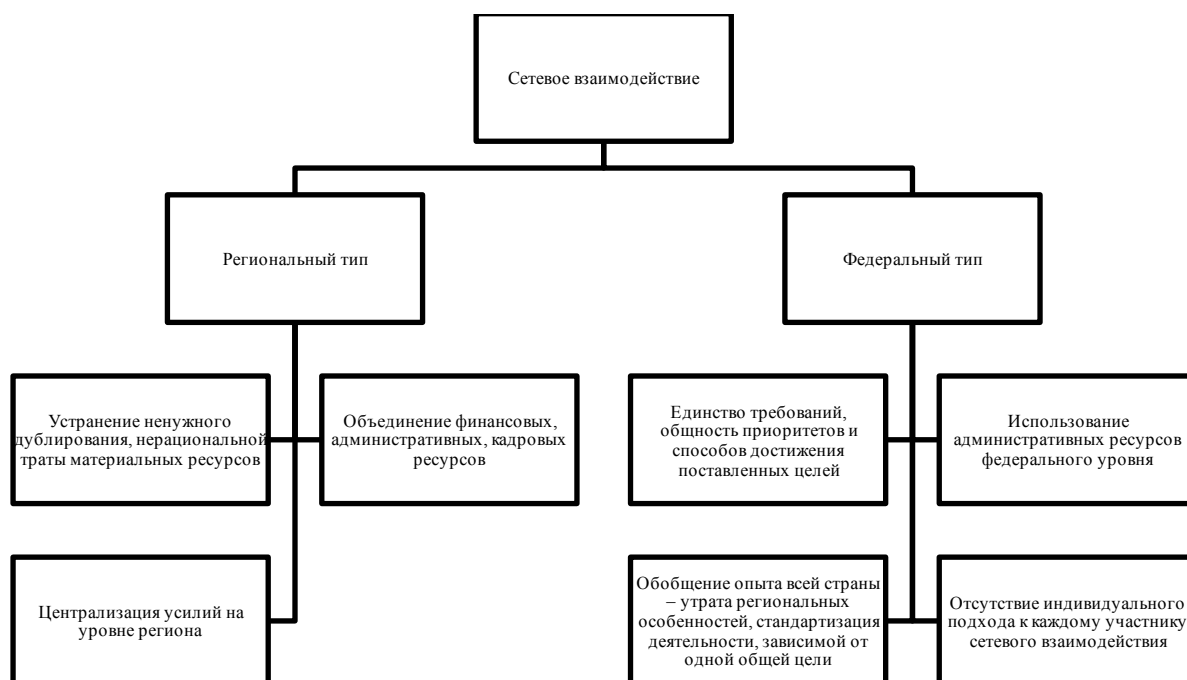 Сетевое взаимодействие
Региональный тип
Федеральный тип
Устранение ненужного
дублирования, нерациональной
траты материальных ресурсов
Объединение финансовых,
административных, кадровых
ресурсов
Единство требований,
общность приоритетов и
способов достижения
поставленных целей
Использование
административных ресурсов
федерального уровня
Централизация усилий на
уровне региона
Обобщение опыта всей страны
– утрата региональных
особенностей, стандартизация
деятельности, зависимой от
одной общей цели
Отсутствие индивидуального
подхода к каждому участнику
сетевого взаимодействия